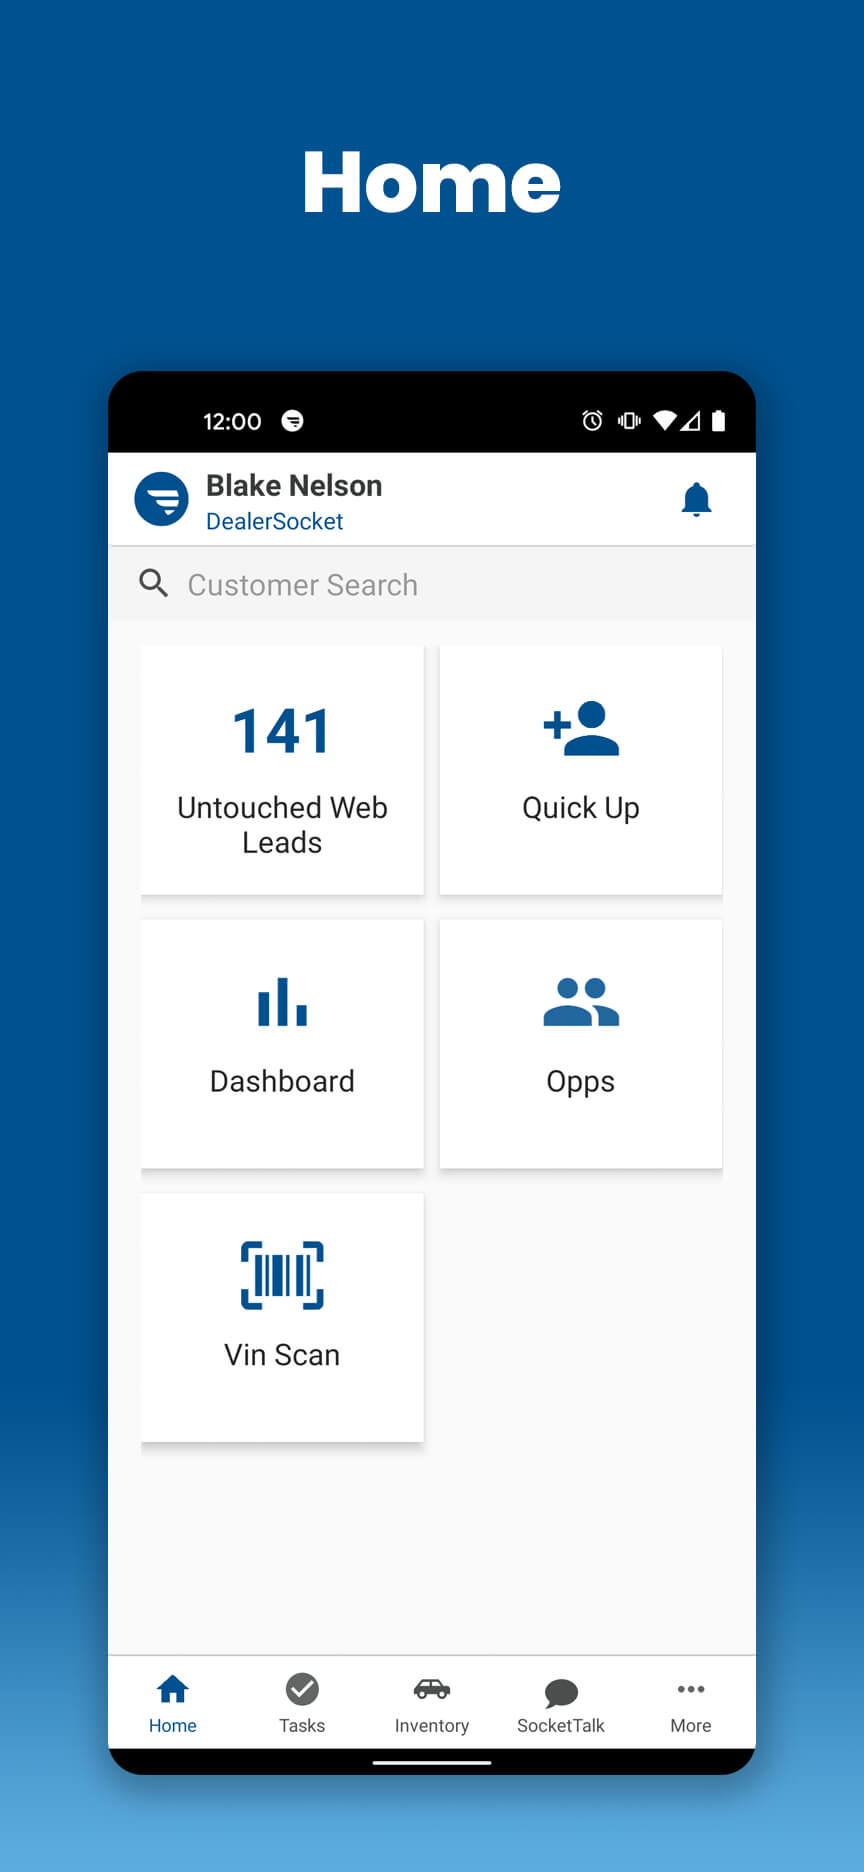 Home
12:00
Blake Nelson
DealerSocket
Customer Search
141
Untouched Web
Leads
Quick Up
Dashboard
Opps
Vin Scan
Home
Tasks
Inventory
SocketTalk
More